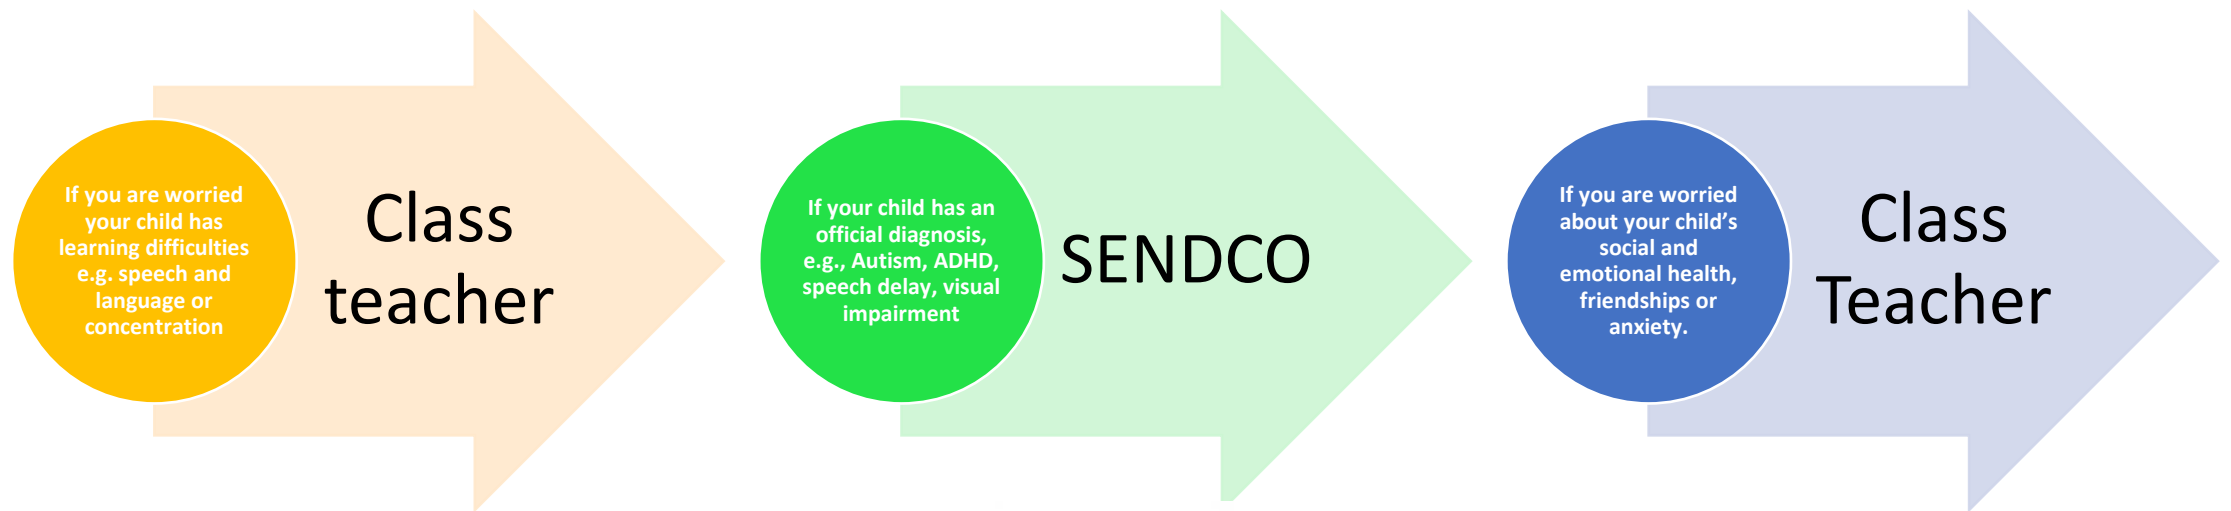 If you are worried
your child has
learning difficulties
e.g. speech and
language or
concentration
Class
teacher
If your child has an
official diagnosis,
e.g., Autism, ADHD,
speech delay, visual
impairment
SENDCO
If you are worried
about your child’s
social and
emotional health,
friendships or
anxiety.
Class
Teacher